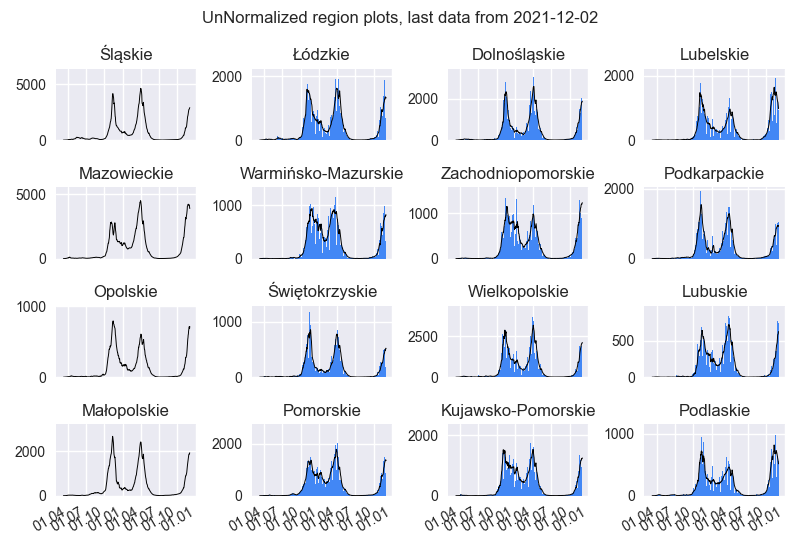 UnNormalized region plots, last data from 2021-12-02
Śląskie Łódzkie Dolnośląskie Lubelskie
5000 0 2000 0 2000 0 2000 0
Mazowieckie Warmińsko-Mazurskie Zachodniopomorskie Podkarpackie
5000 0 1000 0 1000 0 2000 0
Opolskie Świętokrzyskie Wielkopolskie Lubuskie
1000 0 1000 0 2500 0 500 0
Małopolskie Pomorskie Kujawsko-Pomorskie Podlaskie
2000 0 2000 0 2000 0 1000 0
01.04 01.07 01.10 01.01 01.04 01.07 01.10 01.01 01.04 01.07 01.10 01.01 01.04 01.07 01.10 01.01 01.04 01.07 01.10 01.01 01.04 01.07 01.10 01.01 01.04 01.07 01.10 01.01 01.04 01.07 01.10 01.01